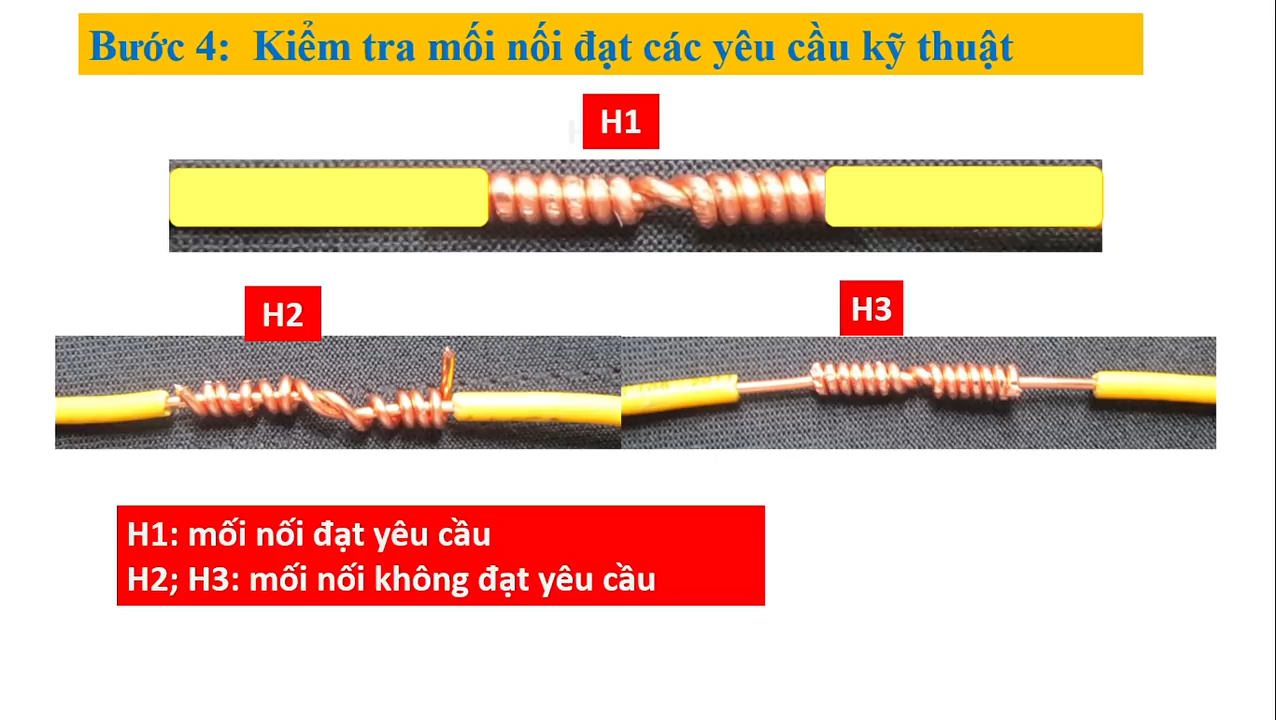 Bước 4: Kiểm tra mối nối đạt các yêu cầu kỹ thuật
H1
H2
H3
H1: mối nối đạt yêu cầu
H2; H3: mối nối không đạt yêu cầu